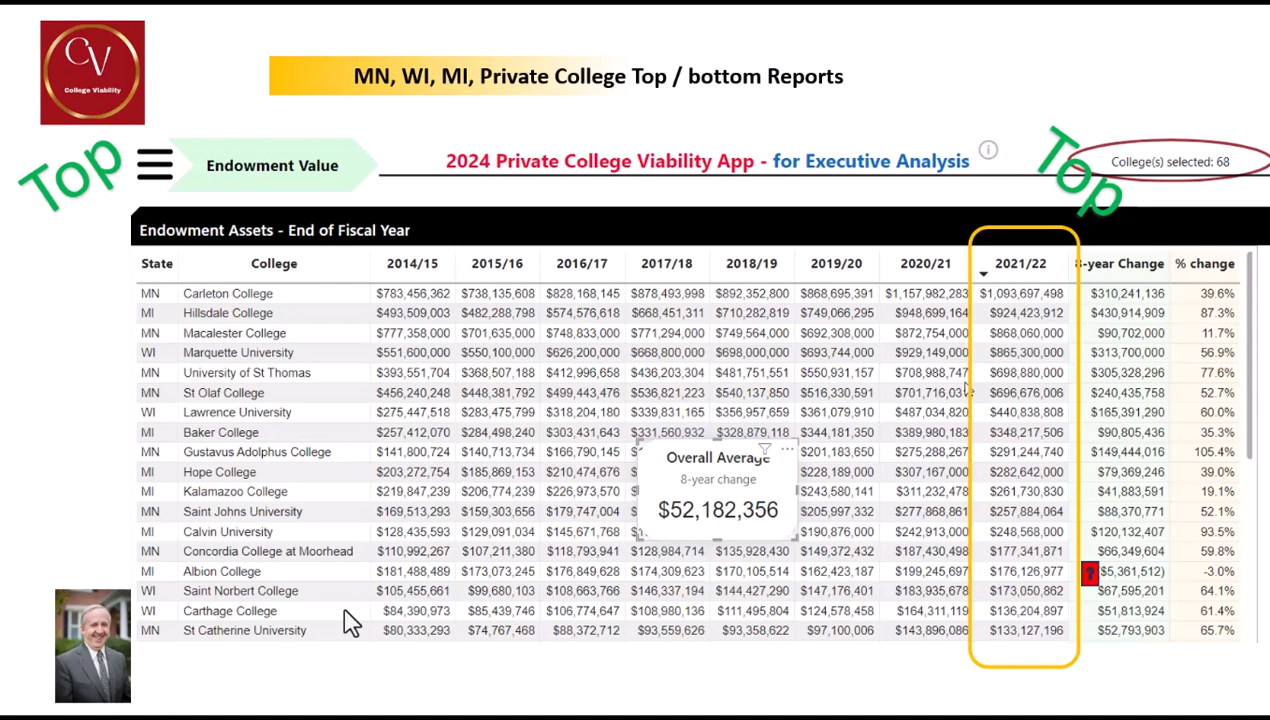 CV
College Viability
MN, WI, MI, Private College Top / bottom Reports
Top
Endowment Value
2024 Private College Viability App - for Executive Analysis
i
Top
College(s) selected: 68
Endowment Assets - End of Fiscal Year
State College 2014/15 2015/16 2016/17 2017/18 2018/19 2019/20 2020/21 2021/22 8-year Change % change
MN Carleton College $783,456,362 $738,135,608 $828,168,145 $878,493,998 $892,352,800 $868,695,391 $1,157,982,283 $1,093,697,498 $310,241,136 39.6%
MI Hillsdale College $493,509,003 $482,288,798 $574,576,618 $668,451,311 $710,282,819 $749,066,295 $948,699,164 $924,423,912 $430,914,909 87.3%
MN Macalester College $777,358,000 $701,635,000 $748,833,000 $771,294,000 $749,564,000 $692,308,000 $872,754,000 $868,060,000 $90,702,000 11.7%
WI Marquette University $551,600,000 $550,100,000 $626,200,000 $668,800,000 $698,000,000 $693,744,000 $929,149,000 $865,300,000 $313,700,000 56.9%
MN University of St Thomas $393,551,704 $368,507,188 $412,996,658 $436,203,304 $481,751,551 $550,931,157 $708,988,747 $698,880,000 $305,328,296 77.6%
MN St Olaf College $456,240,248 $448,381,792 $499,443,476 $536,821,223 $540,137,850 $516,330,591 $701,716,03 $696,676,006 $240,435,758 52.7%
WI Lawrence University $275,447,518 $283,475,799 $318,204,180 $339,831,165 $356,957,659 $361,079,910 $487,034,820 $440,838,808 $165,391,290 60.0%
MI Baker College $257,412,070 $284,498,240 $303,431,643 $331,560,932 $328,879,118 $344,181,350 $389,980,183 $348,217,506 $90,805,436 35.3%
MN Gustavus Adolphus College $141,800,724 $140,713,734 $166,790,145 $201,183,650 $275,288,267 $291,244,740 $149,444,016 105.4%
MI Hope College $203,272,754 $185,869,153 $210,474,676 $228,189,000 $307,167,000 $282,642,000 $79,369,246 39.0%
MI Kalamazoo College $219,847,239 $206,774,239 $226,973,570 $243,580,141 $311,232,478 $261,730,830 $41,883,591 19.1%
MN Saint Johns University $169,513,293 $159,303,656 $179,747,004 $205,997,332 $277,868,861 $257,884,064 $88,370,771 52.1%
MI Calvin University $128,435,593 $129,091,034 $145,671,768 $190,876,000 $242,913,000 $248,568,000 $120,132,407 93.5%
Overall Average
8-year change
$52,182,356
MN Concordia College at Moorhead $110,992,267 $107,211,380 $118,793,941 $128,984,714 $135,928,430 $149,372,432 $187,430,498 $177,341,871 $66,349,604 59.8%
MI Albion College $181,488,489 $173,073,245 $176,849,628 $174,309,623 $170,105,514 $162,423,187 $199,245,697 $176,126,977 ? $5,361,512) -3.0%
WI Saint Norbert College $105,455,661 $99,680,103 $108,663,766 $146,337,194 $144,427,290 $147,176,401 $183,935,678 $173,050,862 $67,595,201 64.1%
WI Carthage College $84,390,973 $85,439,746 $106,774,647 $108,980,136 $111,495,804 $124,578,458 $164,311,119 $136,204,897 $51,813,924 61.4%
MN St Catherine University $80,333,293 $74,767,468 $88,372,712 $93,559,626 $93,358,622 $97,100,006 $143,896,086 $133,127,196 $52,793,903 65.7%